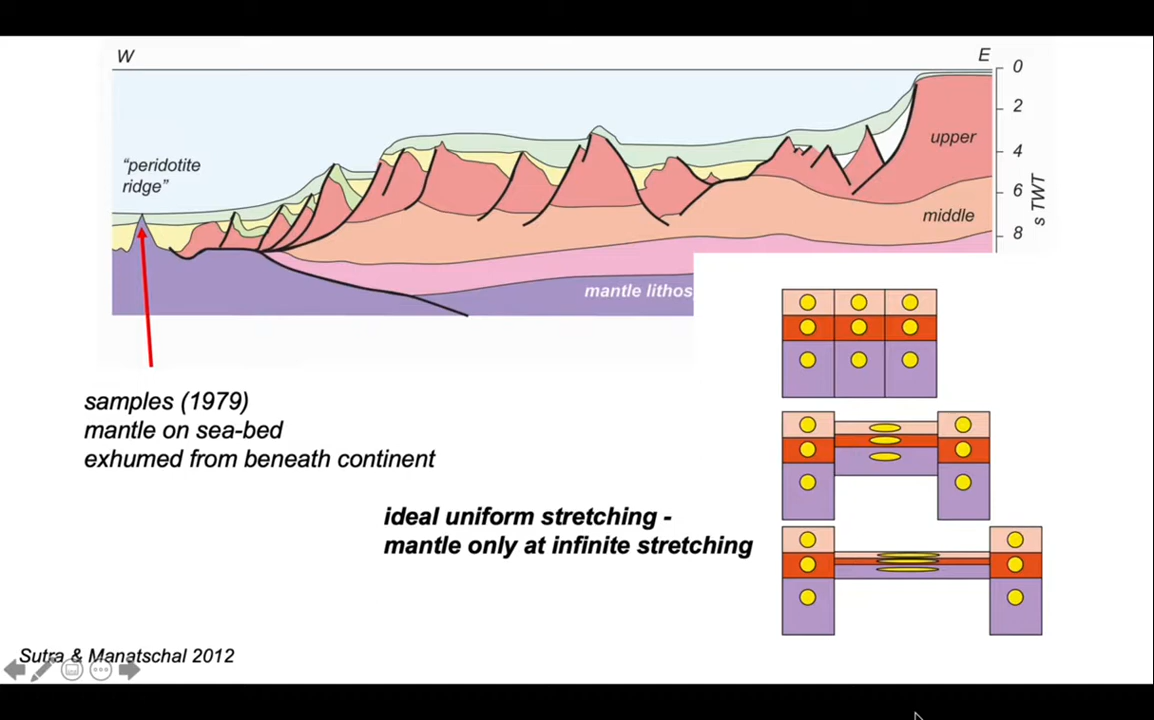 W
E
0
2
4
6
8
s TWT
upper
middle
"peridotite
ridge"
mantle lithos
samples (1979)
mantle on sea-bed
exhumed from beneath continent
ideal uniform stretching -
mantle only at infinite stretching
Sutra & Manatschal 2012